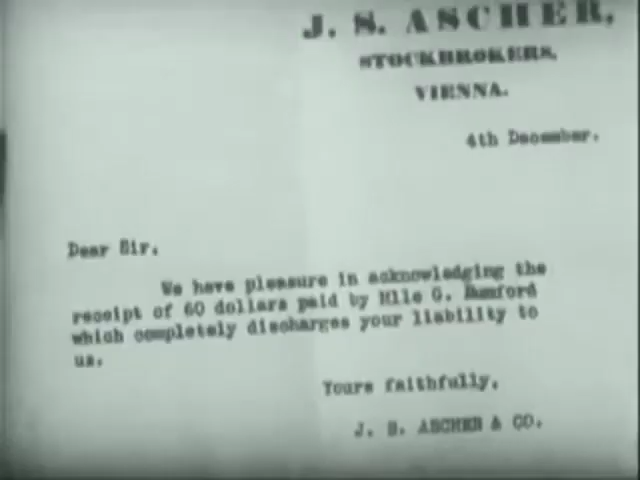 J. S. ASCHER,
STOCKBROKERS,
VIENNA.
4th December.
Dear Sir,
We have pleasure in acknowledging the
receipt of 60 dollars paid by Mlle G. Rumford
which completely discharges your liability to
us.
Yours faithfully,
J. S. ASCHER & CO.